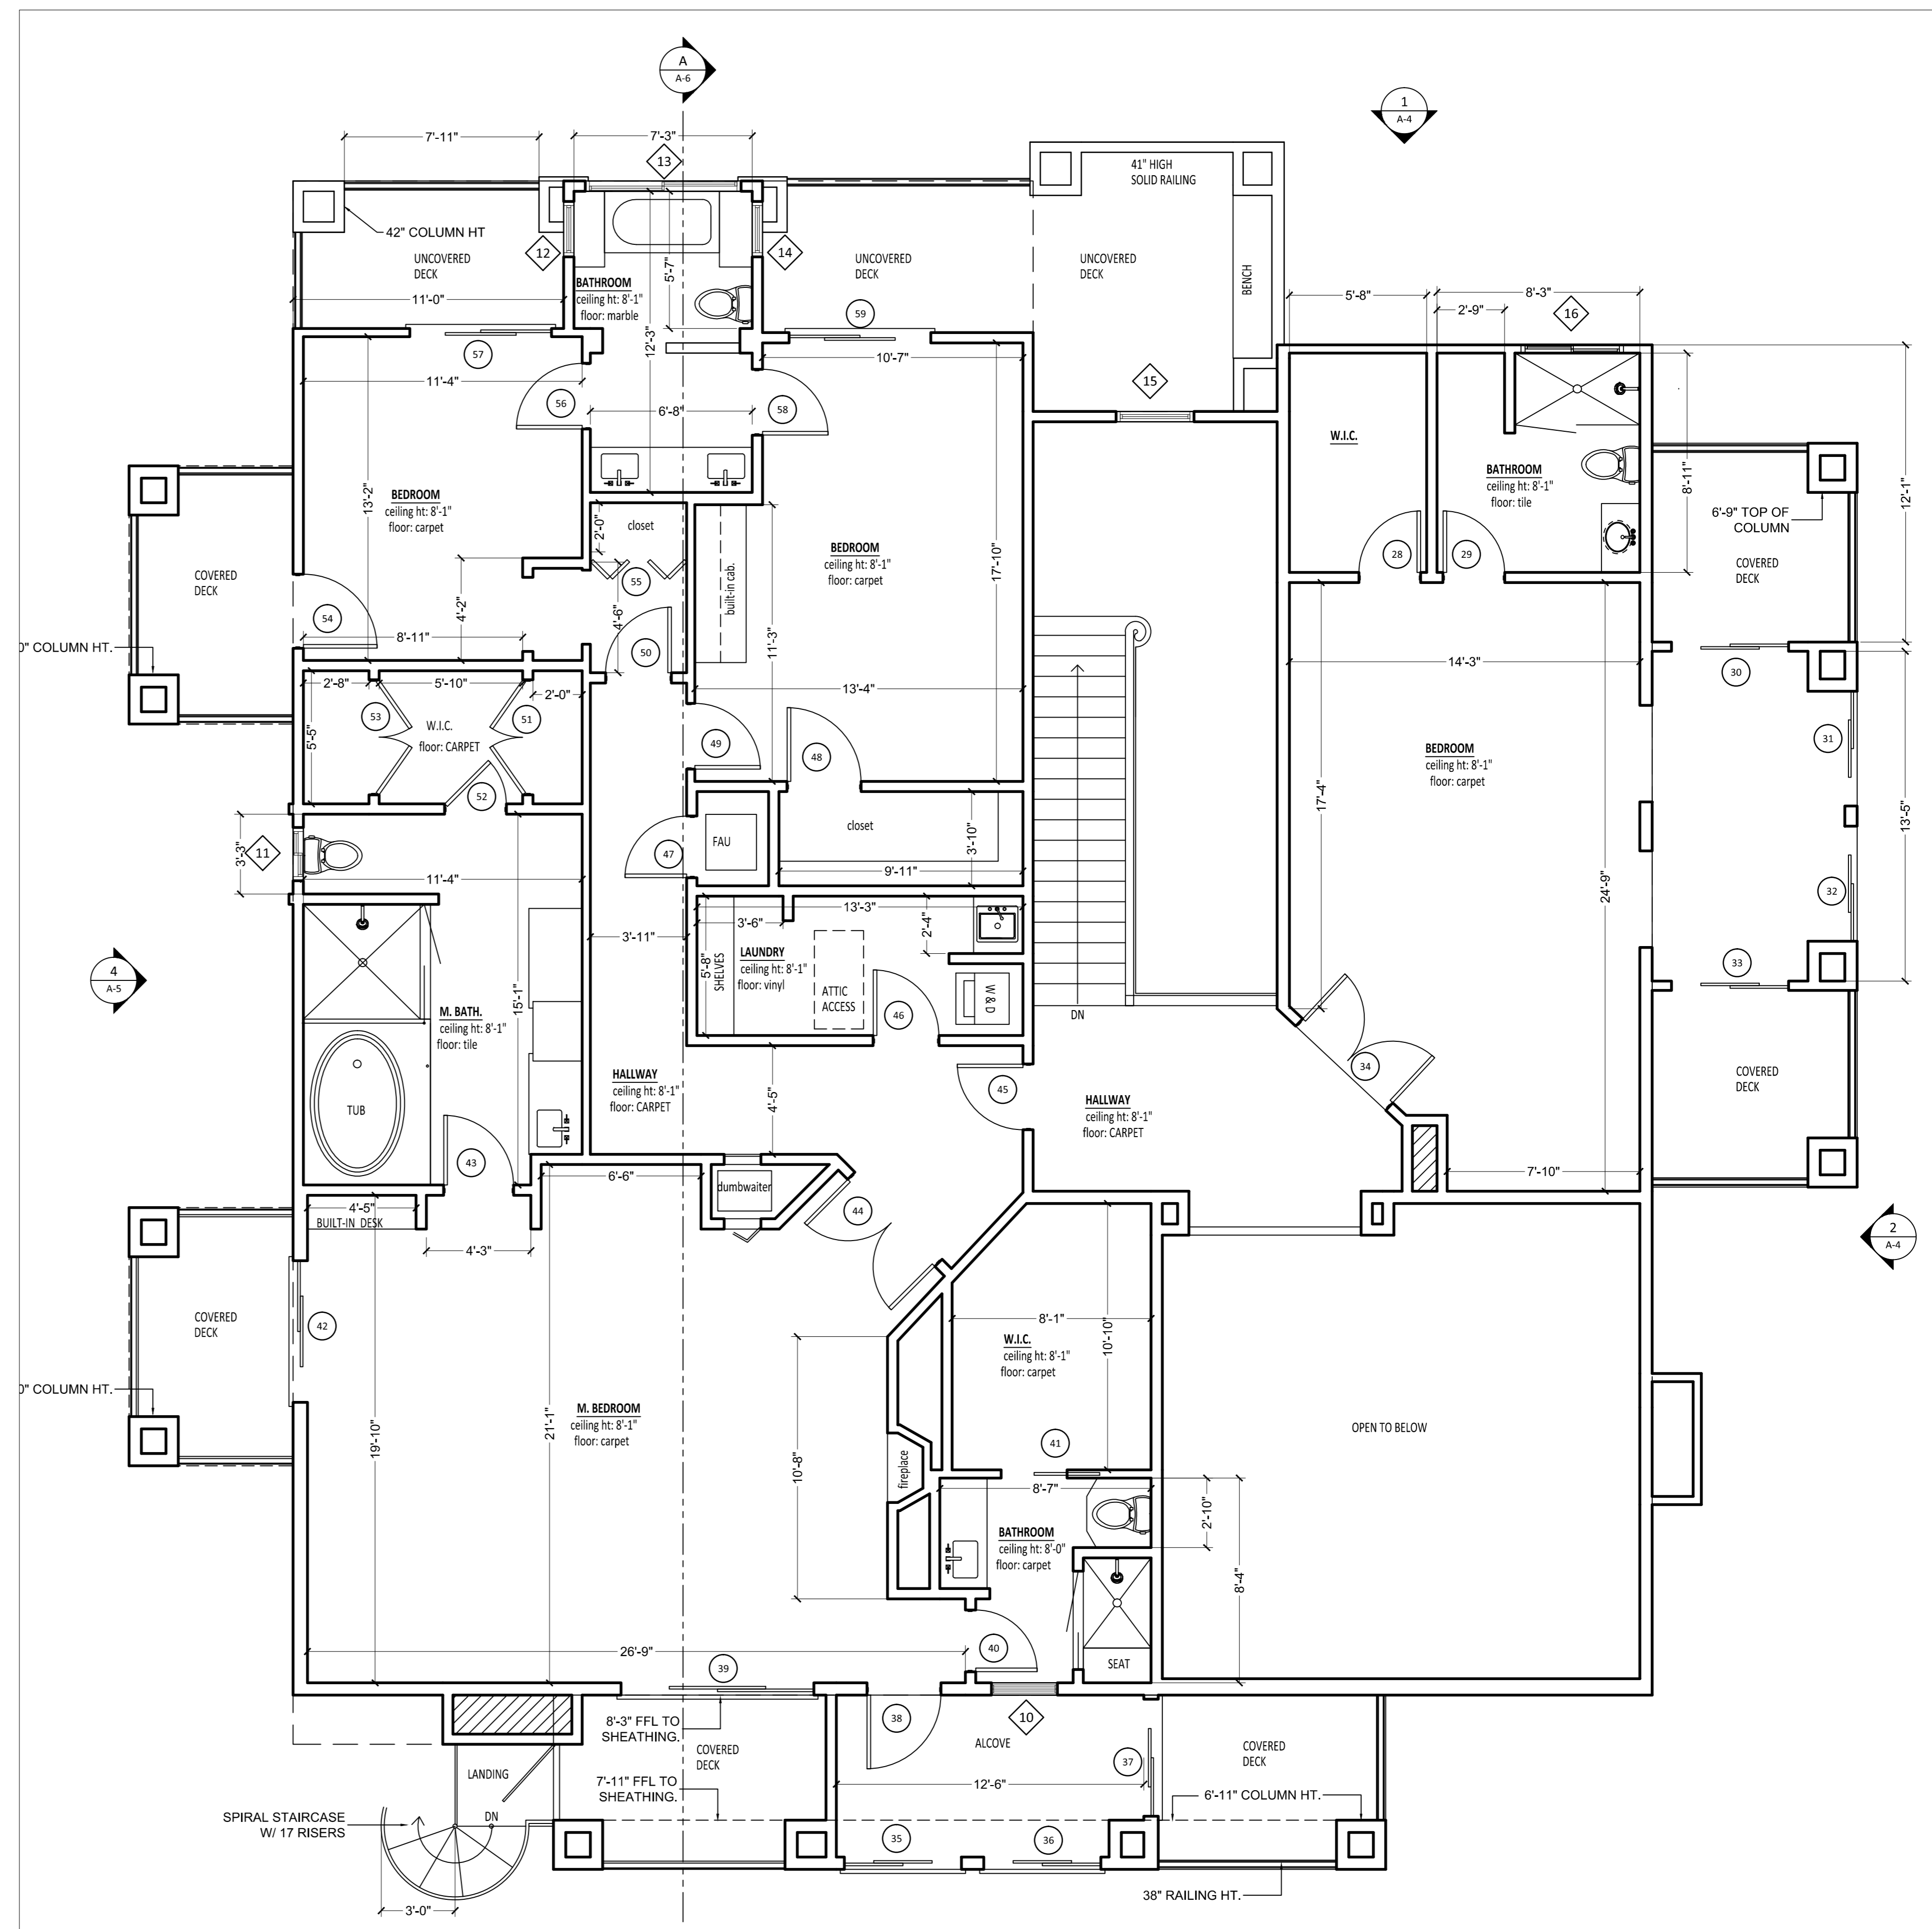 A
A-6
1
A-4
7'-11"
7'-3"
13
41" HIGH
SOLID RAILING
42" COLUMN HT
12
14
UNCOVERED
DECK
UNCOVERED
DECK
UNCOVERED
DECK
BENCH
BATHROOM
ceiling ht: 8'-1"
floor: marble
5'-7"
11'-0"
5'-8"
8'-3"
2'-9"
16
59
57
12'-3"
10'-7"
11'-4"
15
56
6'-8"
58
W.I.C.
BATHROOM
ceiling ht: 8'-1"
floor: tile
8'-11"
12'-1"
6'-9" TOP OF
COLUMN
BEDROOM
ceiling ht: 8'-1"
floor: carpet
13'-2"
2'-0"
closet
BEDROOM
ceiling ht: 8'-1"
floor: carpet
17'-10"
28
29
COVERED
DECK
COVERED
DECK
55
built-in cab.
54
4'-2"
4'-6"
8'-11"
0" COLUMN HT.
50
11'-3"
14'-3"
30
2'-8"
5'-10"
2'-0"
13'-4"
53
51
W.I.C.
floor: CARPET
5'-5"
49
48
BEDROOM
ceiling ht: 8'-1"
floor: carpet
31
52
17'-4"
13'-5"
closet
FAU
3'-10"
3'-3"
11
47
11'-4"
9'-11"
24'-9"
32
13'-3"
3'-6"
2'-4"
3'-11"
LAUNDRY
ceiling ht: 8'-1"
floor: vinyl
5'-8"
SHELVES
ATTIC
ACCESS
W & D
33
4
A-5
15'-1"
M. BATH.
ceiling ht: 8'-1"
floor: tile
46
DN
34
HALLWAY
ceiling ht: 8'-1"
floor: CARPET
4'-5"
45
HALLWAY
ceiling ht: 8'-1"
floor: CARPET
COVERED
DECK
TUB
43
6'-6"
dumbwaiter
7'-10"
4'-5"
BUILT-IN DESK
44
4'-3"
2
A-4
COVERED
DECK
42
8'-1"
W.I.C.
ceiling ht: 8'-1"
floor: carpet
10'-10"
0" COLUMN HT.
M. BEDROOM
ceiling ht: 8'-1"
floor: carpet
21'-1"
19'-10"
10'-8"
fireplace
41
OPEN TO BELOW
8'-7"
2'-10"
BATHROOM
ceiling ht: 8'-0"
floor: carpet
8'-4"
26'-9"
40
39
SEAT
8'-3" FFL TO
SHEATHING.
38
10
COVERED
DECK
ALCOVE
COVERED
DECK
37
LANDING
7'-11" FFL TO
SHEATHING.
12'-6"
6'-11" COLUMN HT.
SPIRAL STAIRCASE
W/ 17 RISERS
DN
35
36
38" RAILING HT.
3'-0"